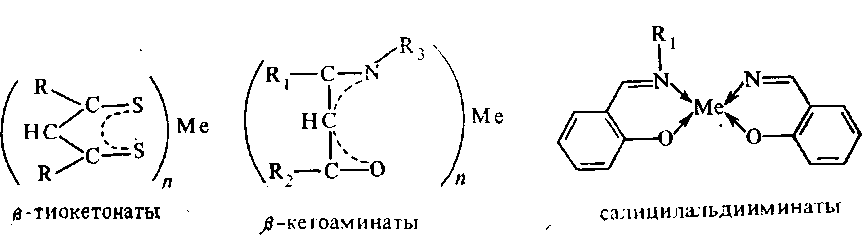 R
C
S
HC
C
S
R
n
Me
β-тиокетонаты
R₁
C
N
R₃
HC
R₂
C
O
n
Me
β-кетоаминаты
R₁
N
N
Me
O
O
салицилальдииминаты